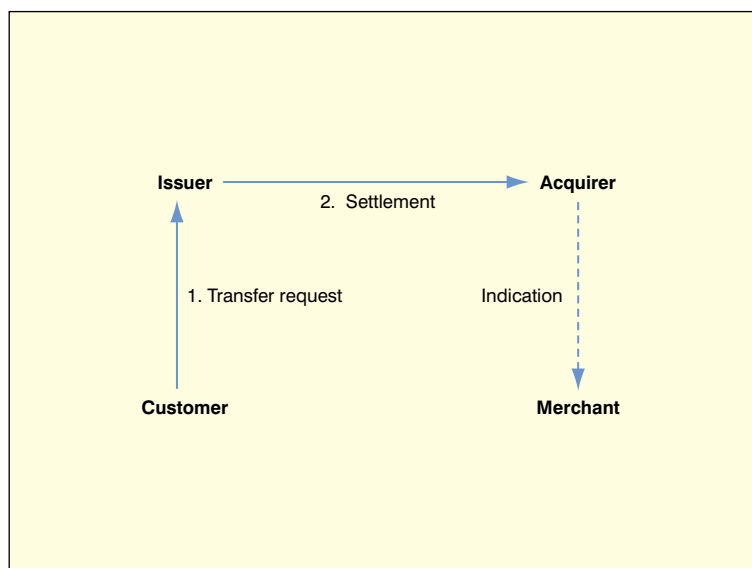 Issuer
Acquirer
2. Settlement
1. Transfer request
Indication
Customer
Merchant